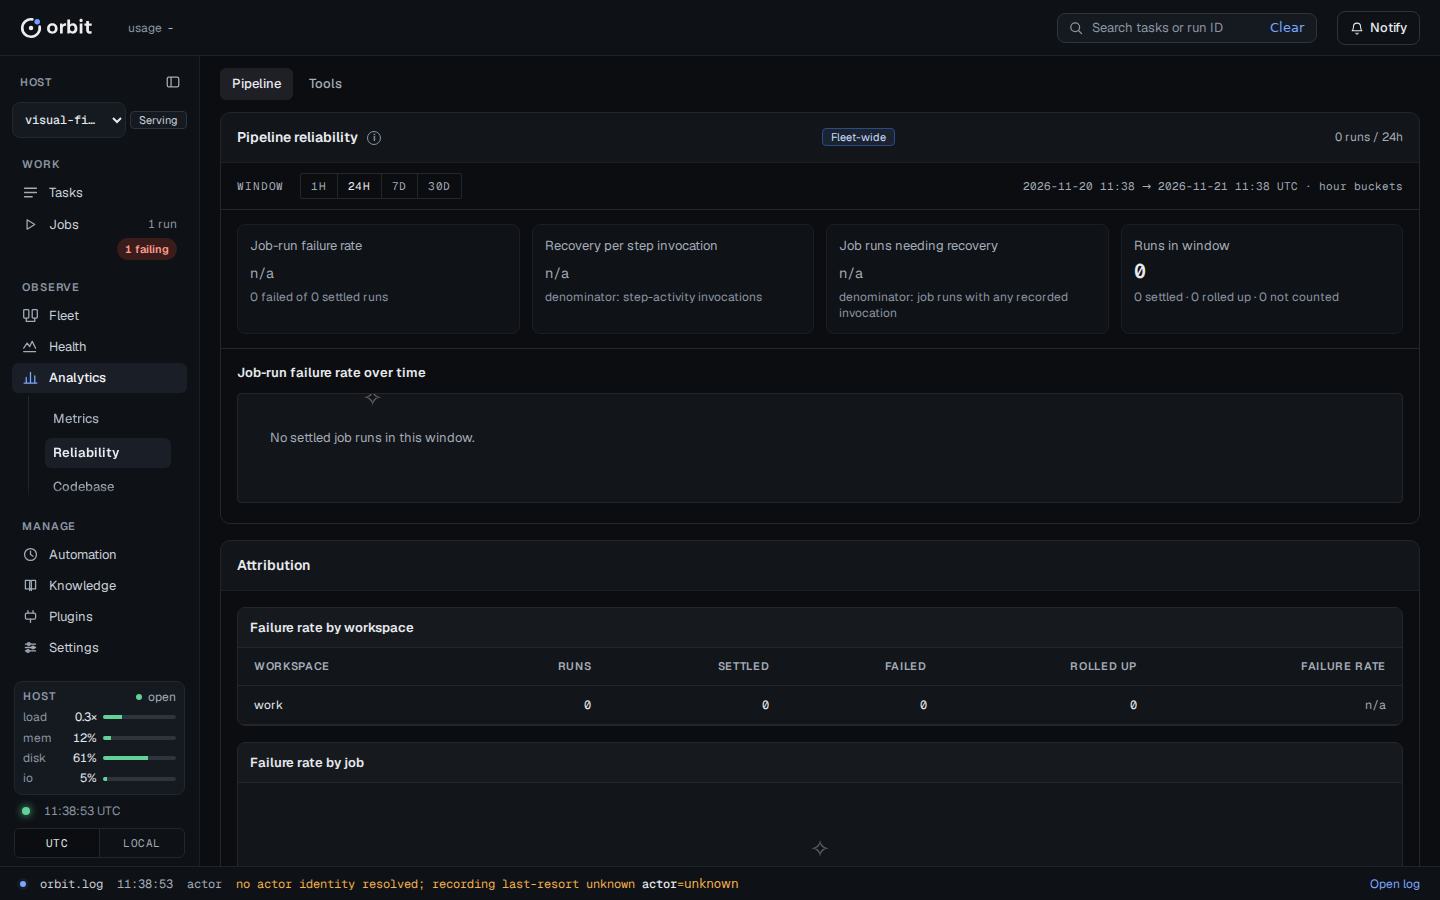 orbit
usage -
Search tasks or run ID
Clear
Notify
HOST
visual-fi…
Serving
WORK
Tasks
Jobs
1 run
1 failing
OBSERVE
Fleet
Health
Analytics
Metrics
Reliability
Codebase
MANAGE
Automation
Knowledge
Plugins
Settings
HOST
open
load 0.3×
mem 12%
disk 61%
io 5%
11:38:53 UTC
UTC LOCAL
Pipeline Tools
Pipeline reliability
Fleet-wide
0 runs / 24h
WINDOW 1H 24H 7D 30D
2026-11-20 11:38 → 2026-11-21 11:38 UTC · hour buckets
Job-run failure rate
n/a
0 failed of 0 settled runs
Recovery per step invocation
n/a
denominator: step-activity invocations
Job runs needing recovery
n/a
denominator: job runs with any recorded
invocation
Runs in window
0
0 settled · 0 rolled up · 0 not counted
Job-run failure rate over time
No settled job runs in this window.
Attribution
Failure rate by workspace
WORKSPACE RUNS SETTLED FAILED ROLLED UP FAILURE RATE
work 0 0 0 0 n/a
Failure rate by job
orbit.log 11:38:53 actor no actor identity resolved; recording last-resort unknown actor=unknown
Open log